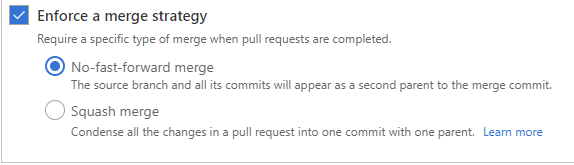 Enforce a merge strategy
Require a specific type of merge when pull requests are completed.
No-fast-forward merge
The source branch and all its commits will appear as a second parent to the merge commit.
Squash merge
Condense all the changes in a pull request into one commit with one parent. Learn more